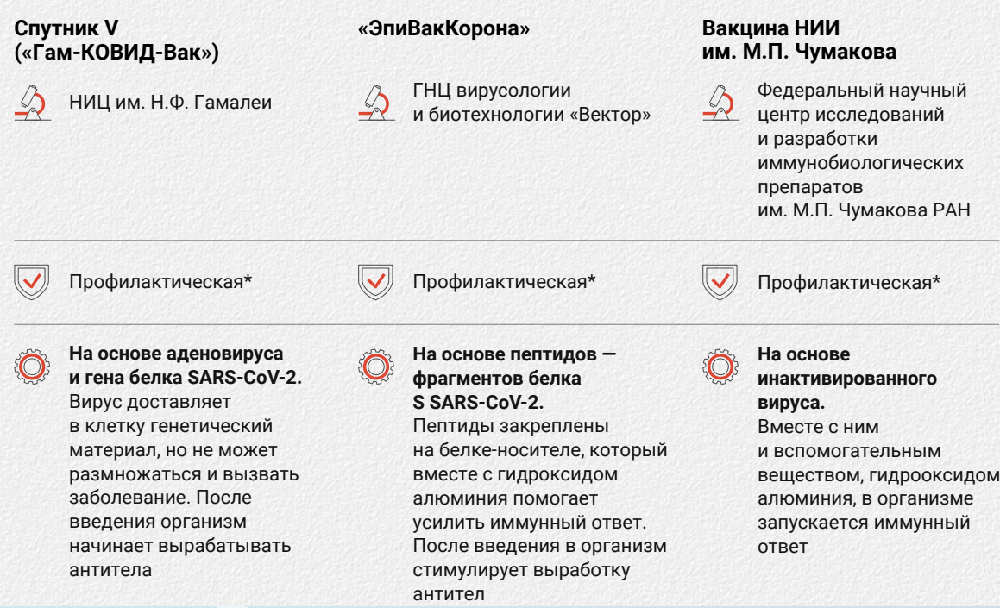 Спутник V
(«Гам-КОВИД-Вак»)
НИЦ им. Н.Ф. Гамалеи
Профилактическая*
На основе аденовируса
и гена белка SARS-CoV-2.
Вирус доставляет
в клетку генетический
материал, но не может
размножаться и вызвать
заболевание. После
введения организм
начинает вырабатывать
антитела
«ЭпиВакКорона»
ГНЦ вирусологии
и биотехнологии «Вектор»
Профилактическая*
На основе пептидов —
фрагментов белка
S SARS-CoV-2.
Пептиды закреплены
на белке-носителе, который
вместе с гидроксидом
алюминия помогает
усилить иммунный ответ.
После введения в организм
стимулирует выработку
антител
Вакцина НИИ
им. М.П. Чумакова
Федеральный научный
центр исследований
и разработки
иммунобиологических
препаратов
им. М.П. Чумакова РАН
Профилактическая*
На основе
инактивированного
вируса.
Вместе с ним
и вспомогательным
веществом, гидрооксидом
алюминия, в организме
запускается иммунный
ответ